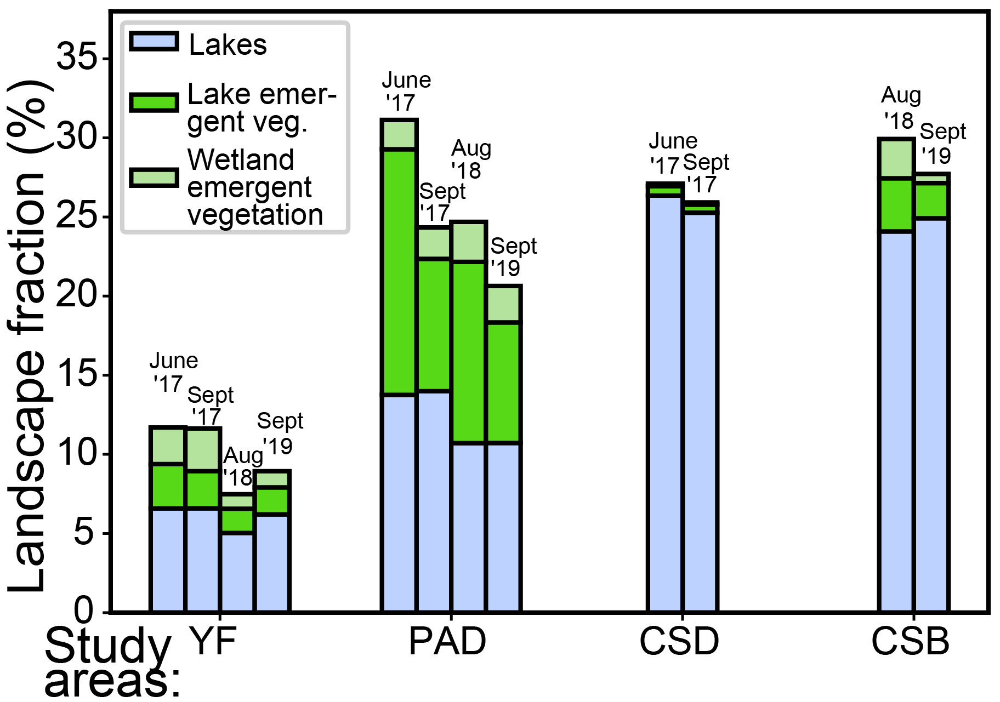 Landscape fraction (%)
35
30
25
20
15
10
5
0
Lakes
Lake emer-
gent veg.
Wetland
emergent
vegetation
June
'17
Sept
'17
Aug
'18
Sept
'19
June
'17
Sept
'17
Aug
'18
Sept
'19
June
'17
Sept
'17
Aug
'18
Sept
'19
Study
areas:
YF
PAD
CSD
CSB